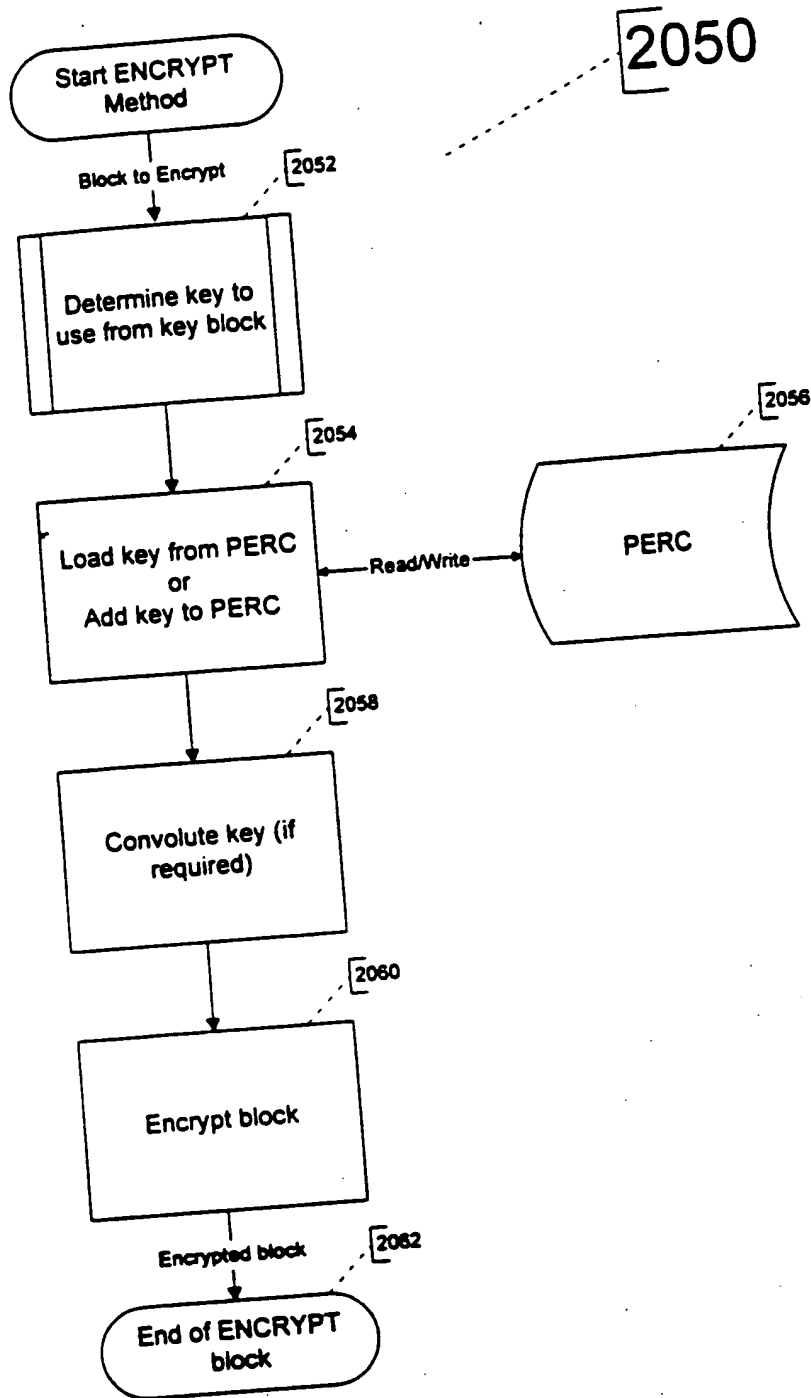 2050
Start ENCRYPT
Method
Block to Encrypt
2052
Determine key to
use from key block
2054
Load key from PERC
or
Add key to PERC
Read/Write
2056
PERC
2058
Convolute key (if
required)
2060
Encrypt block
Encrypted block
2062
End of ENCRYPT
block